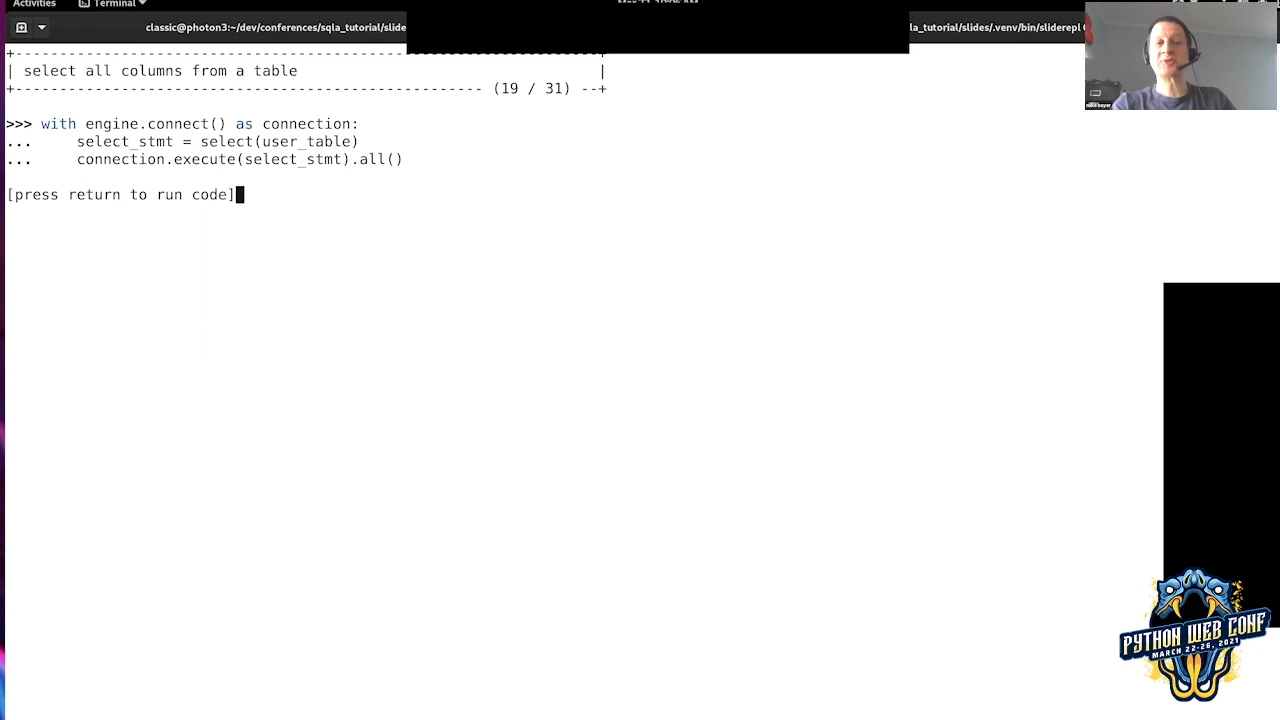 Activities
Terminal
classic@photon3:~/dev/conferences/sqla_tutorial/slide
la_tutorial/slides/.venv/bin/sliderepl
+------------------------------------------------------------------+
| select all columns from a table                                  |
+----------------------------------------------------- (19 / 31) --+
>>> with engine.connect() as connection:
...     select_stmt = select(user_table)
...     connection.execute(select_stmt).all()
[press return to run code]
mike bayer
PYTHON WEB CONF
MARCH 22-26, 2021